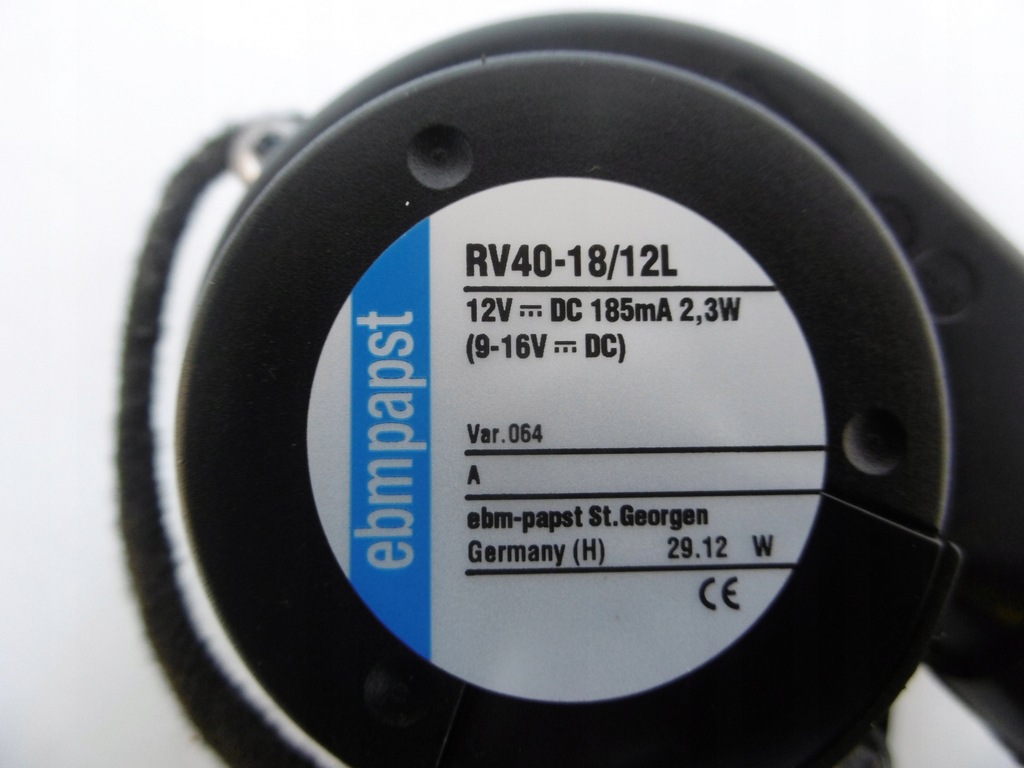 ebmpapst
RV40-18/12L
12V ⎓ DC 185mA 2,3W
(9-16V ⎓ DC)
Var.064
A
ebm-papst St.Georgen
Germany (H) 29.12 W
CE